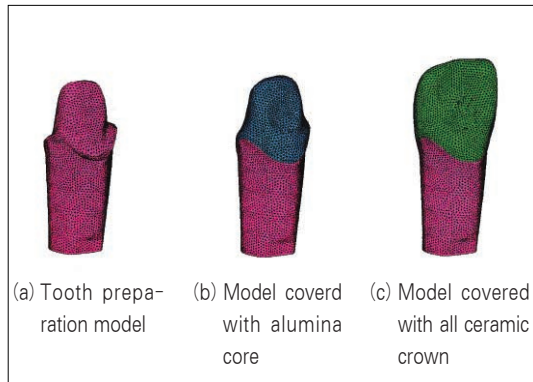 (a) Tooth prepa-
ration model
(b) Model coverd
with alumina
core
(c) Model covered
with all ceramic
crown